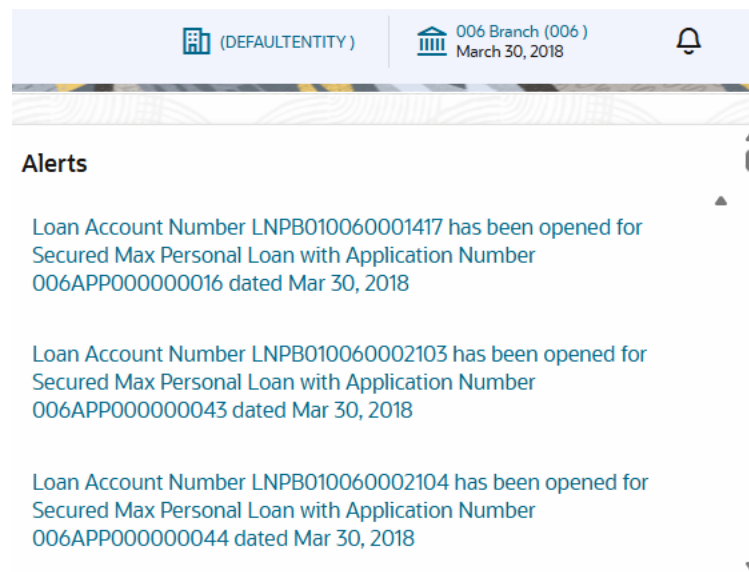 (DEFAULTENTITY )
006 Branch (006 )
March 30, 2018
Alerts
Loan Account Number LNPB010060001417 has been opened for
Secured Max Personal Loan with Application Number
006APP000000016 dated Mar 30, 2018
Loan Account Number LNPB010060002103 has been opened for
Secured Max Personal Loan with Application Number
006APP000000043 dated Mar 30, 2018
Loan Account Number LNPB010060002104 has been opened for
Secured Max Personal Loan with Application Number
006APP000000044 dated Mar 30, 2018